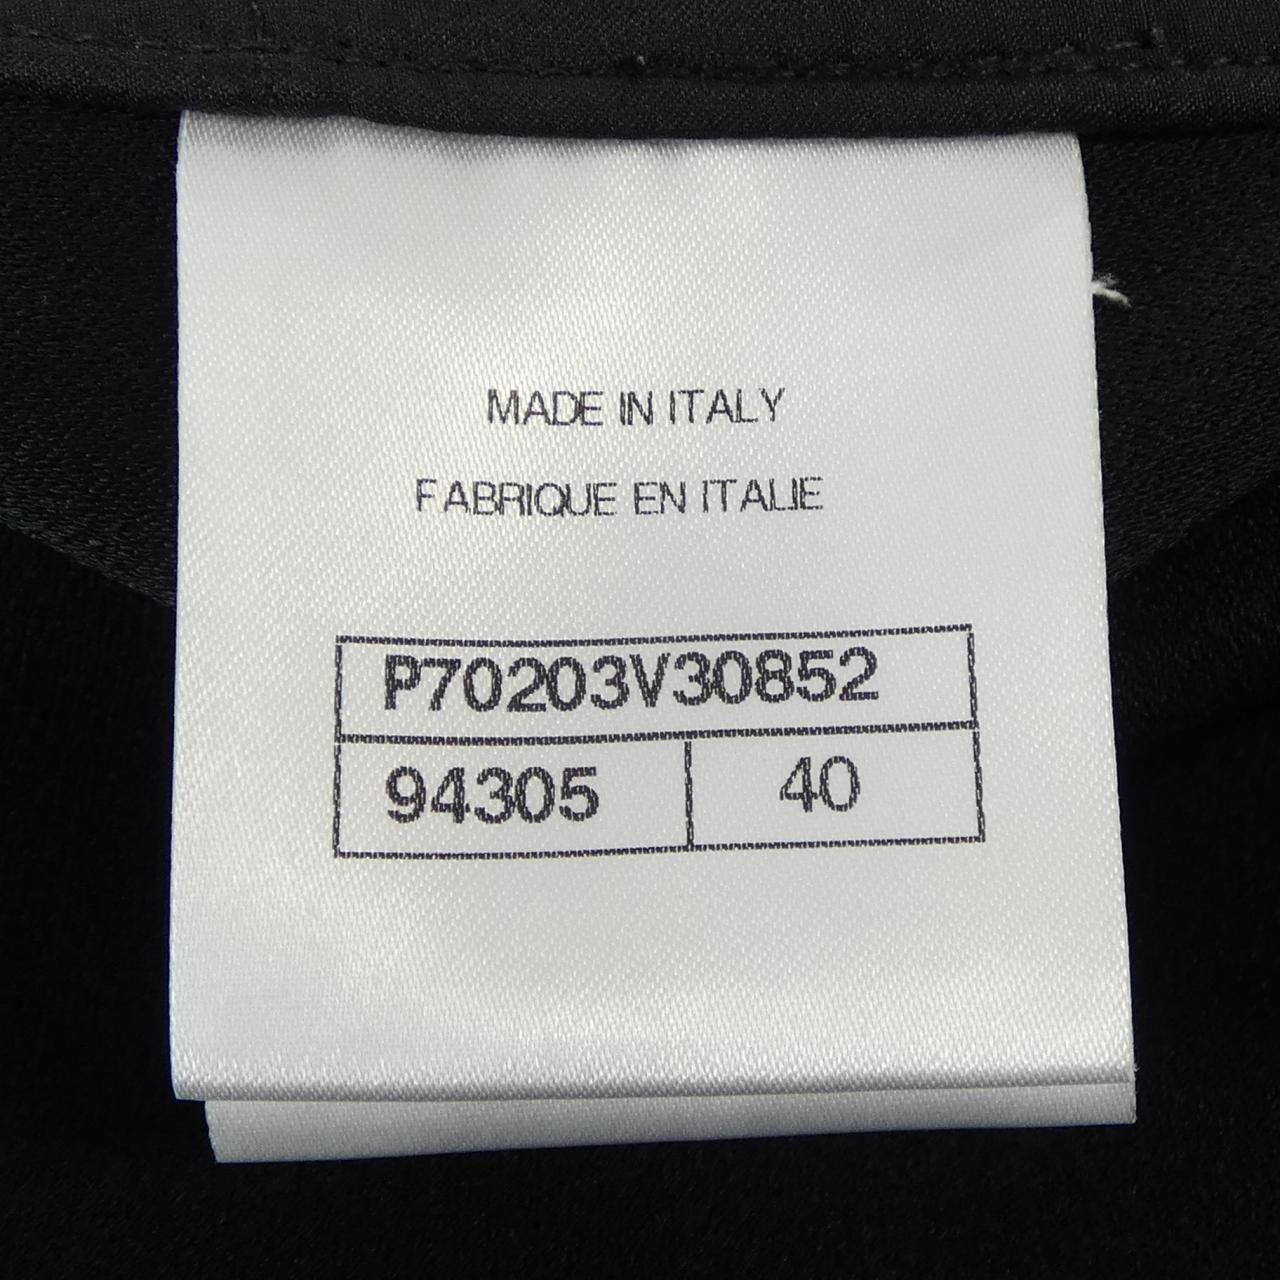 MADE IN ITALY
FABRIQUE EN ITALIE
P70203V30852
94305 40